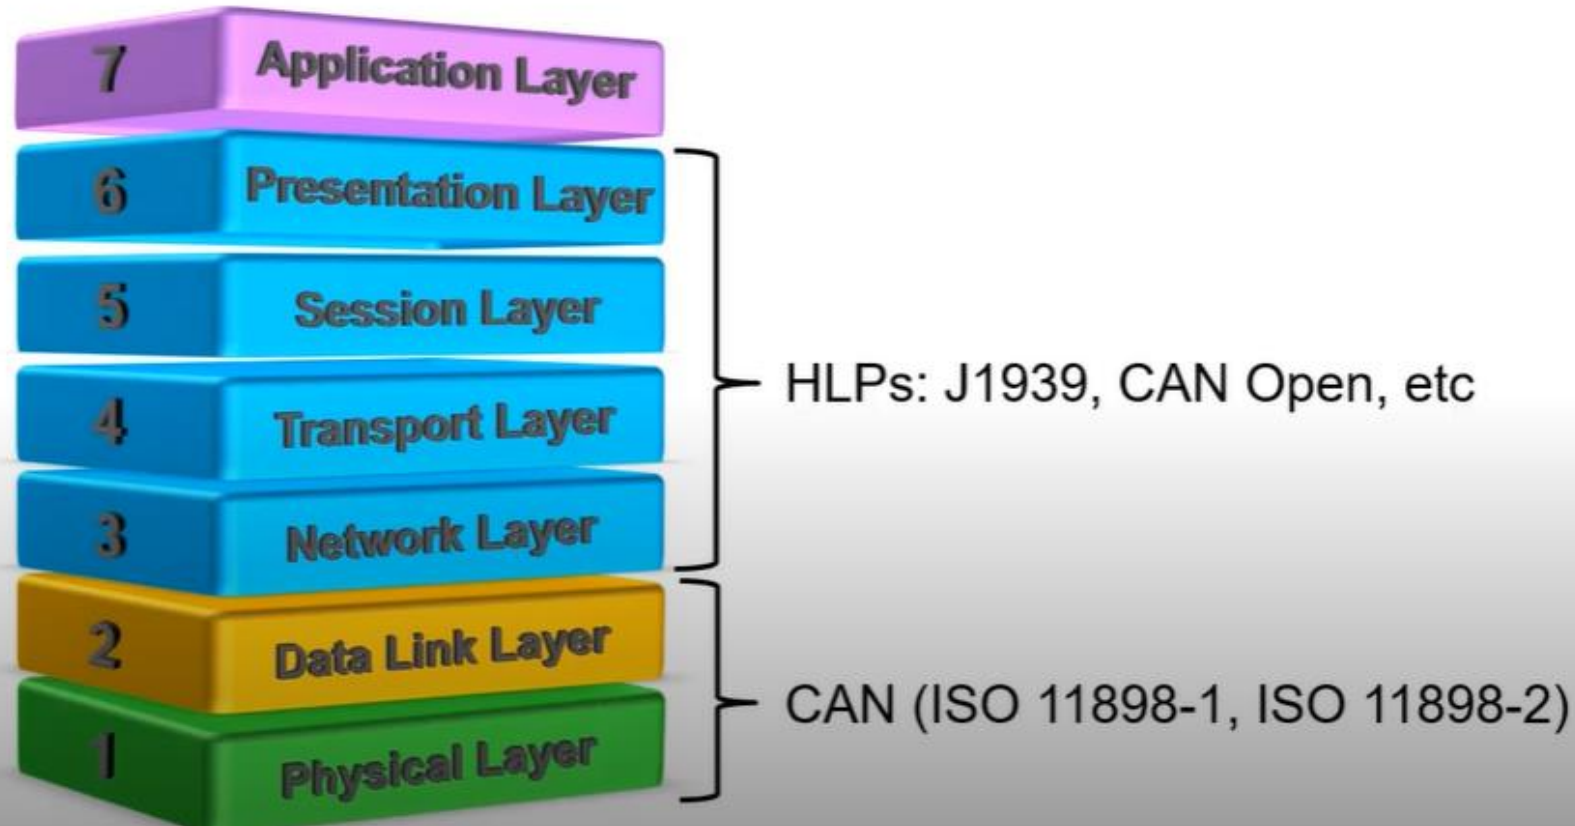 7 Application Layer
6 Presentation Layer
5 Session Layer
4 Transport Layer
3 Network Layer
HLPs: J1939, CAN Open, etc
2 Data Link Layer
1 Physical Layer
CAN (ISO 11898-1, ISO 11898-2)